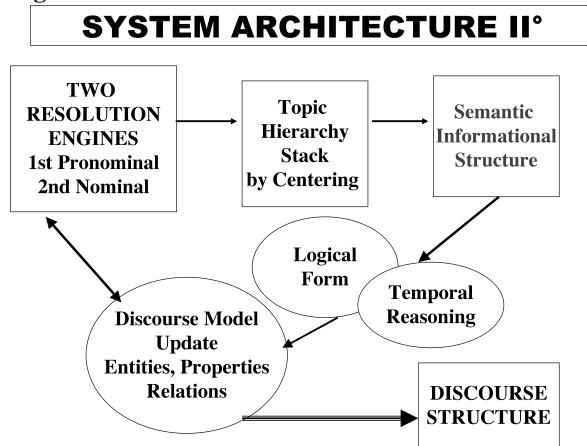 SYSTEM ARCHITECTURE II°
TWO
RESOLUTION
ENGINES
1st Pronominal
2nd Nominal
Topic
Hierarchy
Stack
by Centering
Semantic
Informational
Structure
Logical
Form
Temporal
Reasoning
Discourse Model
Update
Entities, Properties
Relations
DISCOURSE
STRUCTURE